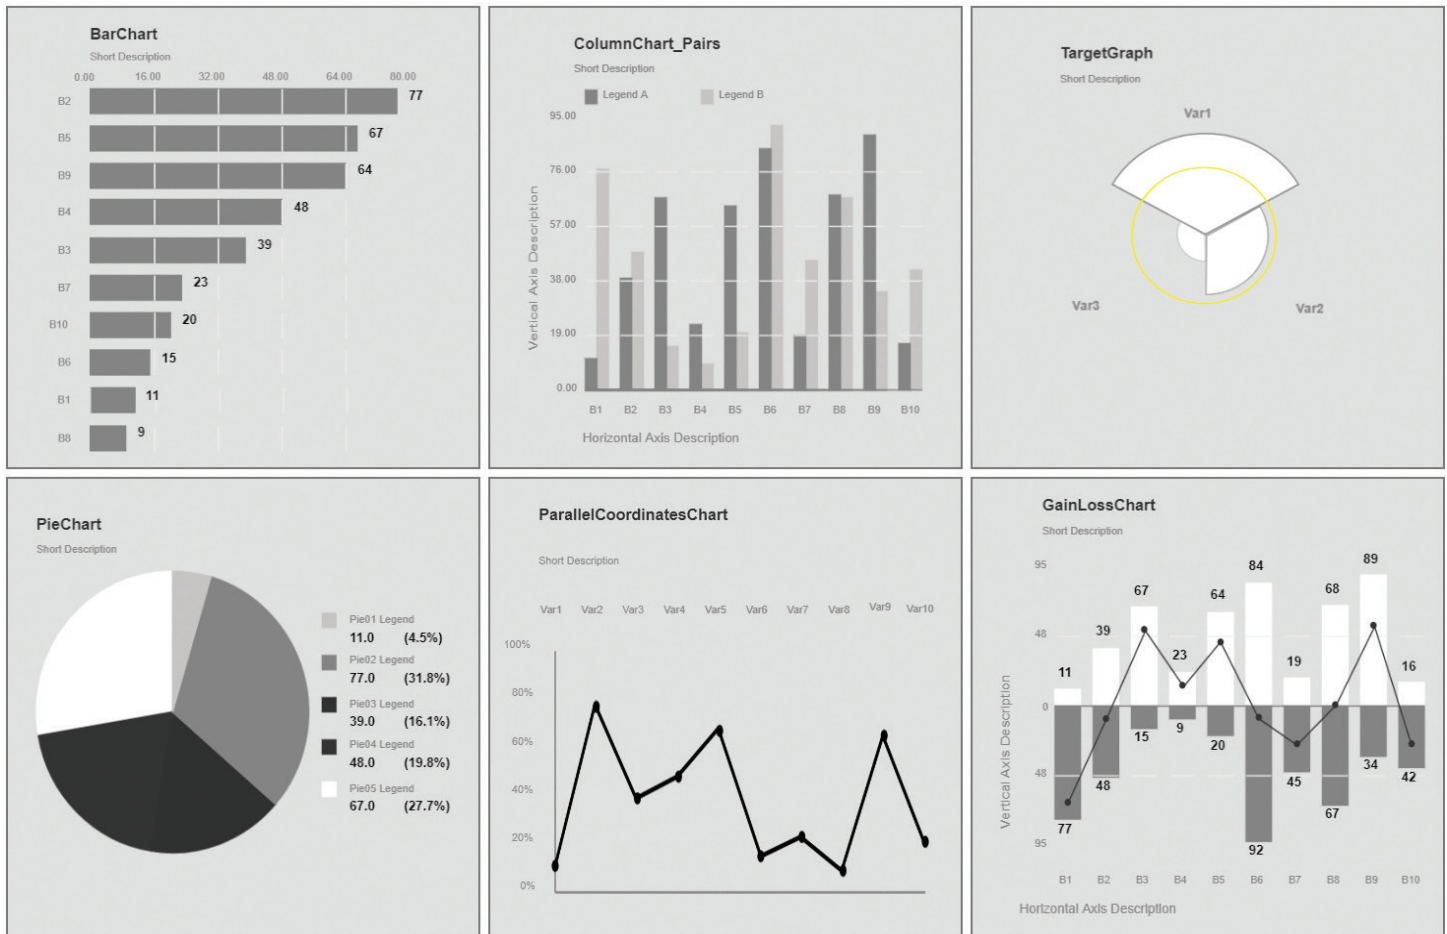 BarChart
Short Description
0.00 16.00 32.00 48.00 64.00 80.00
B2 77
B5 67
B9 64
B4 48
B3 39
B7 23
B10 20
B6 15
B1 11
B8 9
ColumnChart_Pairs
Short Description
Legend A Legend B
95.00
76.00
57.00
38.00
19.00
0.00
Vertical Axis Description
B1 B2 B3 B4 B5 B6 B7 B8 B9 B10
Horizontal Axis Description
TargetGraph
Short Description
Var1
Var3 Var2
PieChart
Short Description
Pie01 Legend
11.0 (4.5%)
Pie02 Legend
77.0 (31.8%)
Pie03 Legend
39.0 (16.1%)
Pie04 Legend
48.0 (19.8%)
Pie05 Legend
67.0 (27.7%)
ParallelCoordinatesChart
Short Description
Var1 Var2 Var3 Var4 Var5 Var6 Var7 Var8 Var9 Var10
100%
80%
60%
40%
20%
0%
GainLossChart
Short Description
95
48
0
48
95
Vertical Axis Description
11 39 67 23 64 84 19 68 89 16
77 48 15 9 20 92 45 67 34 42
B1 B2 B3 B4 B5 B6 B7 B8 B9 B10
Horizontal Axis Description